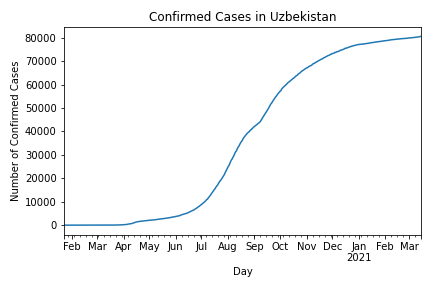 Confirmed Cases in Uzbekistan
Number of Confirmed Cases
80000
70000
60000
50000
40000
30000
20000
10000
0
Feb Mar Apr May Jun Jul Aug Sep Oct Nov Dec Jan Feb Mar
2021
Day